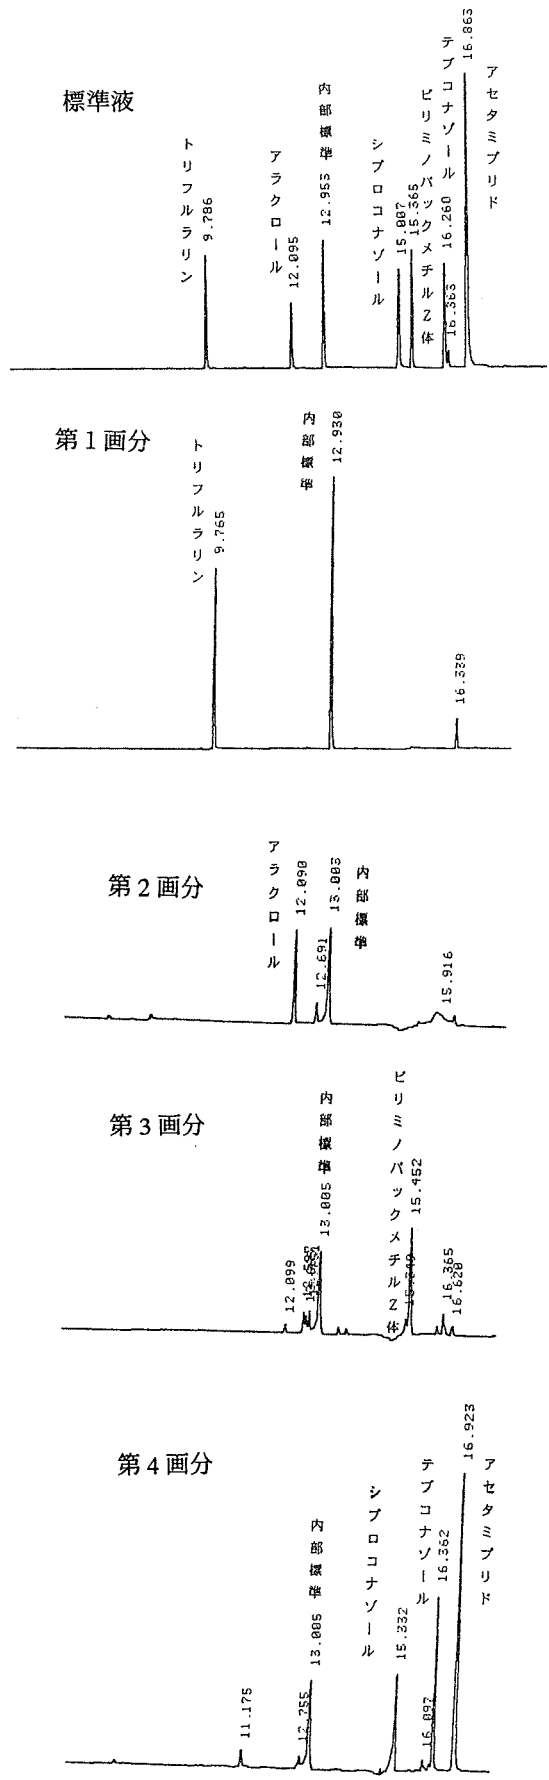 標準液
トリフルラリン
9.786
アラクロール
12.095
内部標準
12.953
シプロコナゾール
15.007
15.365
ピリミノバックメチルZ体
テブコナゾール
16.260
16.363
16.863
アセタミプリド
第1画分
トリフルラリン
9.765
内部標準
12.930
16.339
第2画分
アラクロール
12.090
12.691
13.003
内部標準
15.916
第3画分
12.099
内部標準
13.005
ピリミノバックメチルZ体
15.452
16.365
16.620
第4画分
11.175
12.755
13.005
内部標準
シプロコナゾール
15.332
16.097
テブコナゾール
16.362
16.923
アセタミプリド